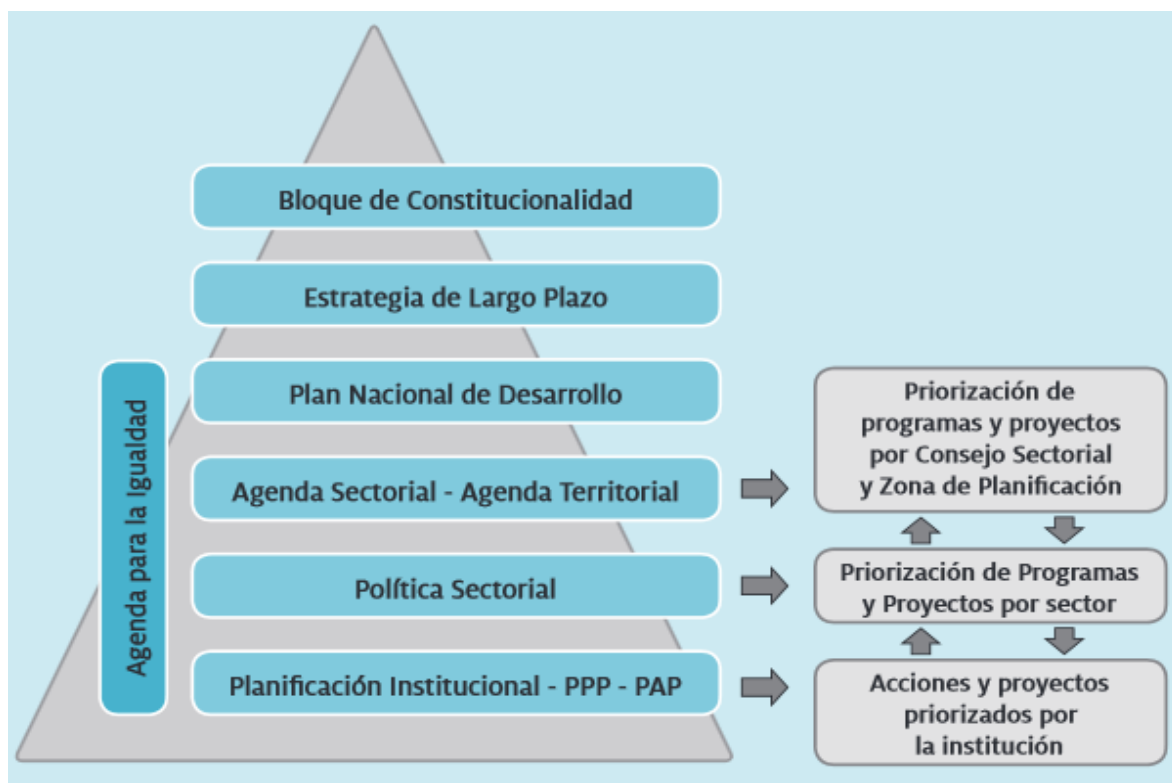 Bloque de Constitucionalidad
Estrategia de Largo Plazo
Plan Nacional de Desarrollo
Agenda Sectorial - Agenda Territorial
Política Sectorial
Planificación Institucional - PPP - PAP
Agenda para la Igualdad
Priorización de
programas y proyectos
por Consejo Sectorial
y Zona de Planificación
Priorización de Programas
y Proyectos por sector
Acciones y proyectos
priorizados por
la institución